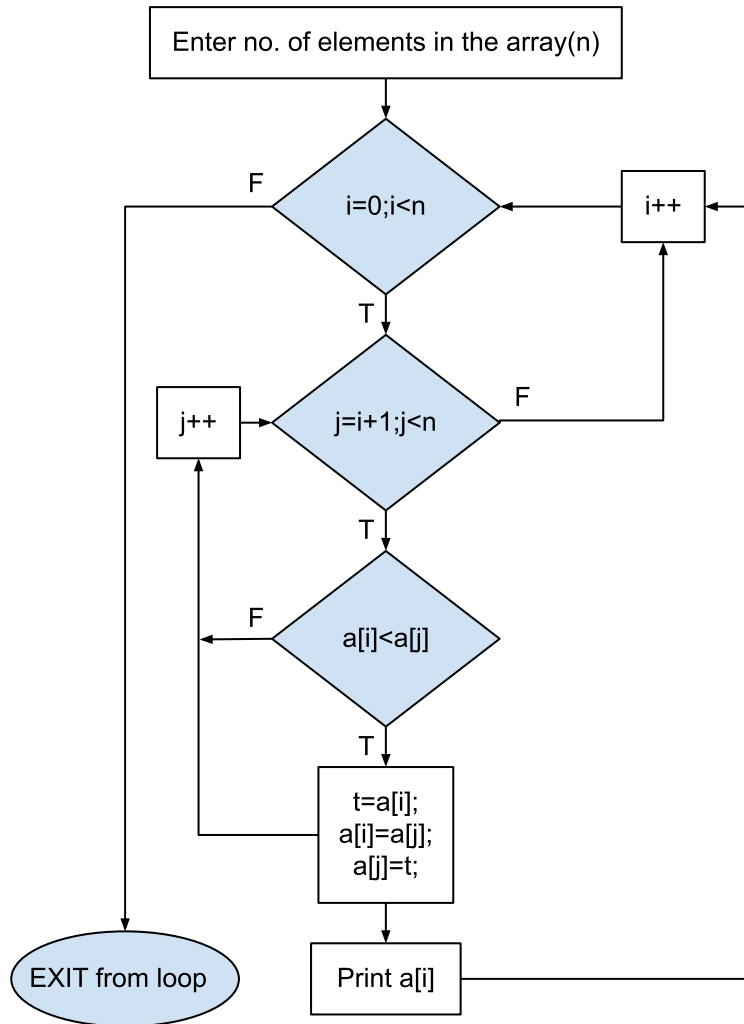 Enter no. of elements in the array(n)
F
i=0;i<n
i++
T
j++
j=i+1;j<n
F
T
F
a[i]<a[j]
T
t=a[i];
a[i]=a[j];
a[j]=t;
EXIT from loop
Print a[i]